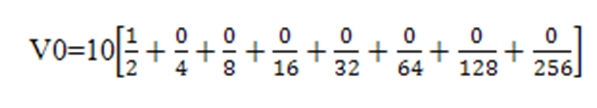 V0=10[1/2 + 0/4 + 0/8 + 0/16 + 0/32 + 0/64 + 0/128 + 0/256]